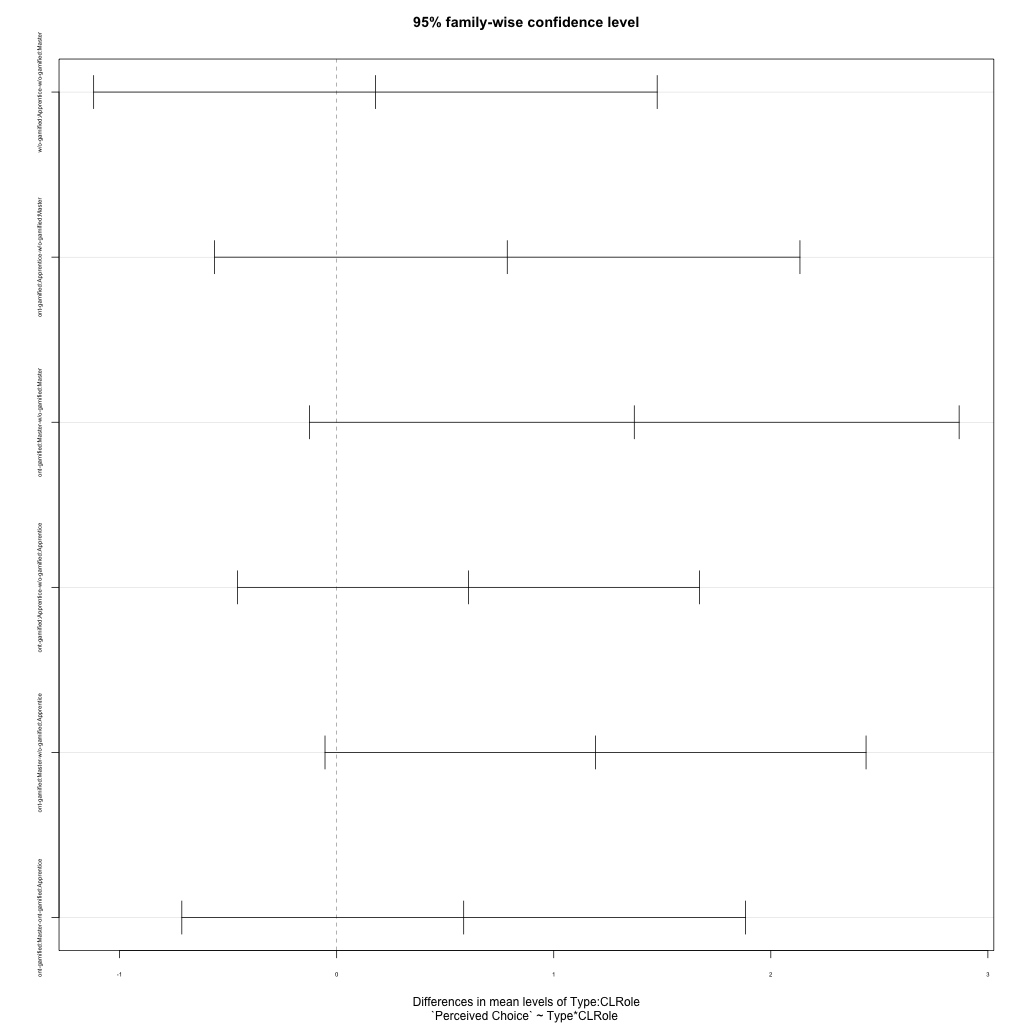 95% family-wise confidence level
w/o-gamified:Apprentice-w/o-gamified:Master
ont-gamified:Apprentice-w/o-gamified:Master
ont-gamified:Master-w/o-gamified:Master
ont-gamified:Apprentice-w/o-gamified:Apprentice
ont-gamified:Master-w/o-gamified:Apprentice
ont-gamified:Master-ont-gamified:Apprentice
-1 0 1 2 3
Differences in mean levels of Type:CLRole
`Perceived Choice` ~ Type*CLRole